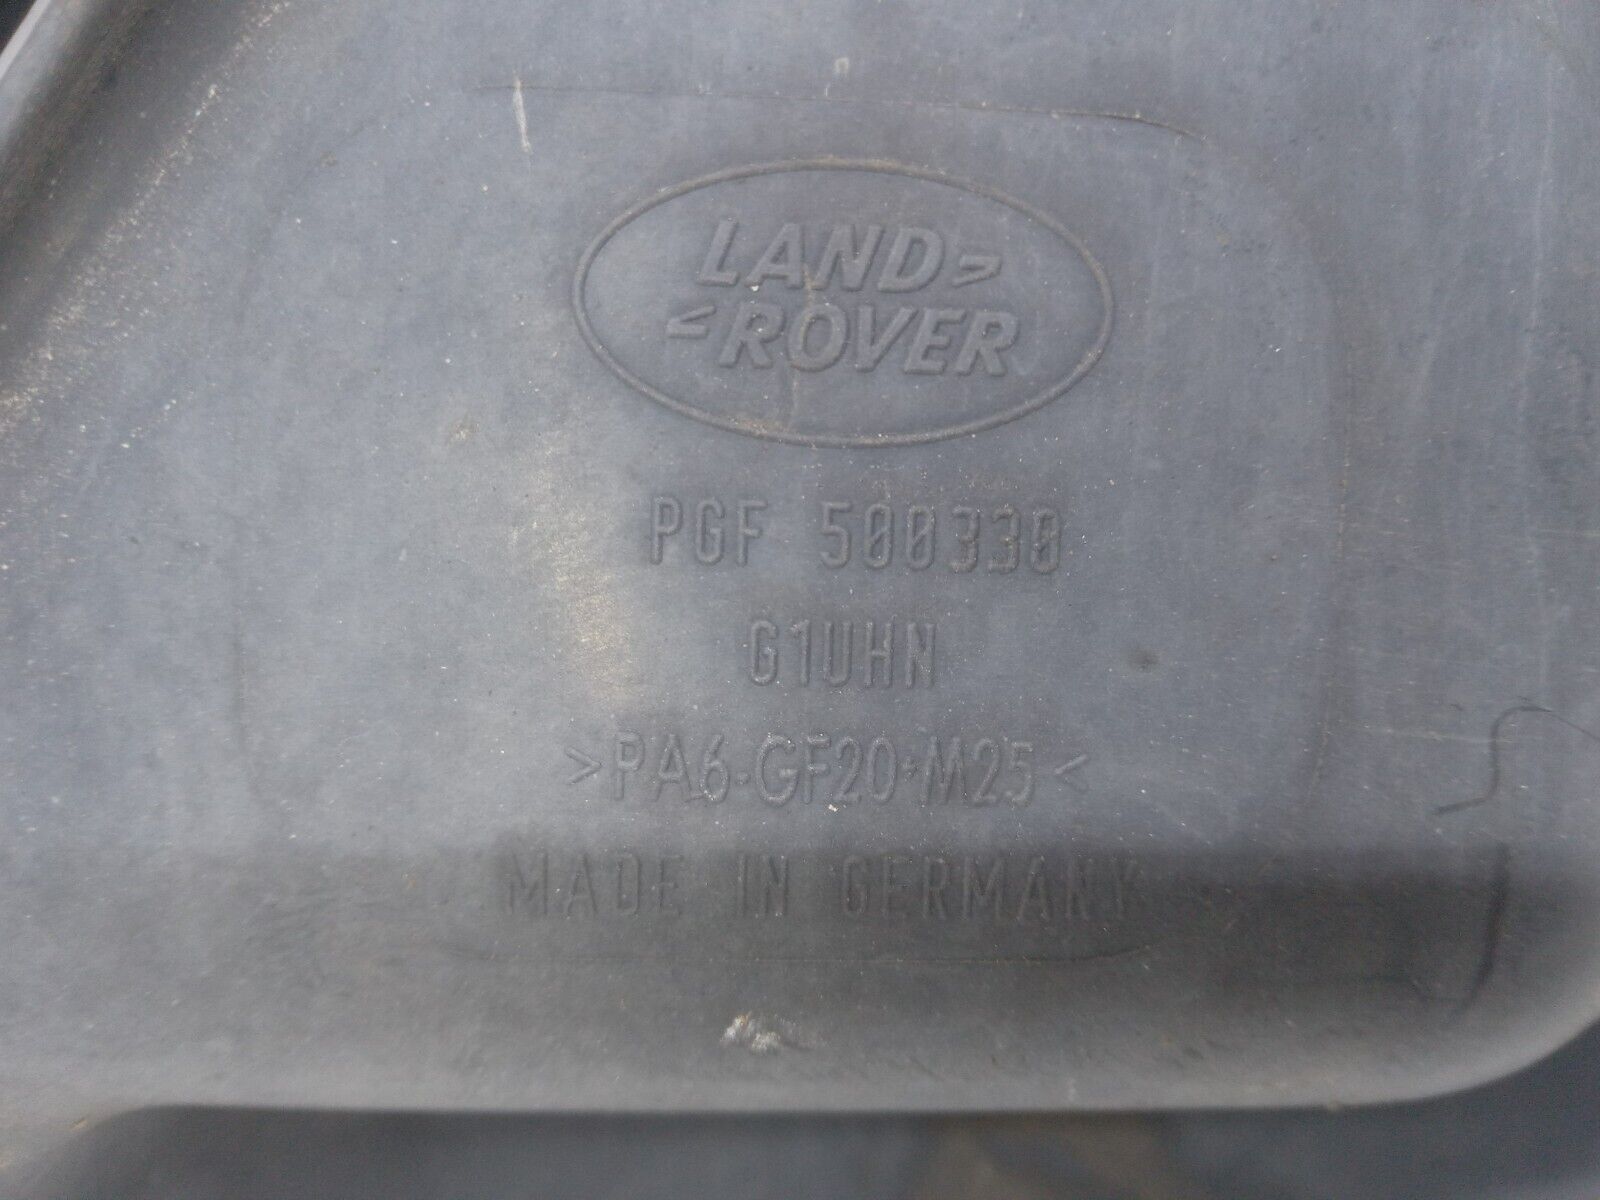 LAND>
<ROVER
PGF 500330
G1UHN
>PA6-GF20+M25<
MADE IN GERMANY